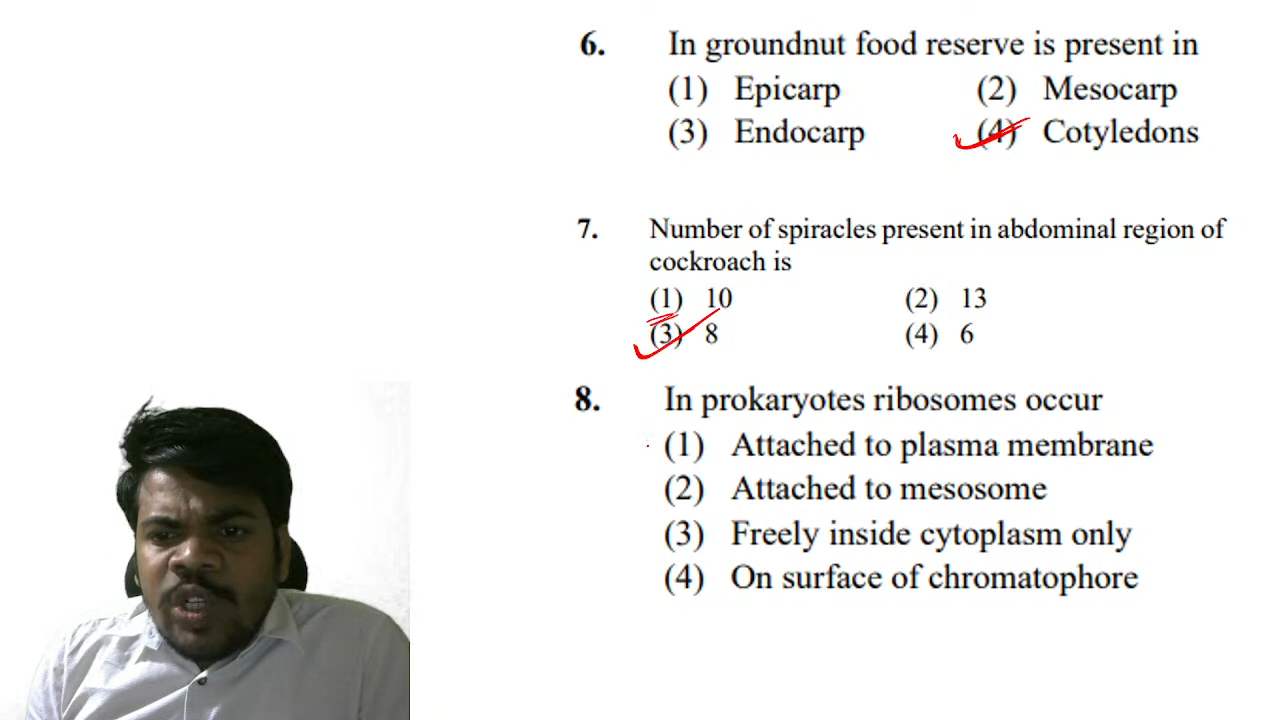 6. In groundnut food reserve is present in
(1) Epicarp (2) Mesocarp
(3) Endocarp (4) Cotyledons
7. Number of spiracles present in abdominal region of
cockroach is
(1) 10 (2) 13
(3) 8 (4) 6
8. In prokaryotes ribosomes occur
(1) Attached to plasma membrane
(2) Attached to mesosome
(3) Freely inside cytoplasm only
(4) On surface of chromatophore